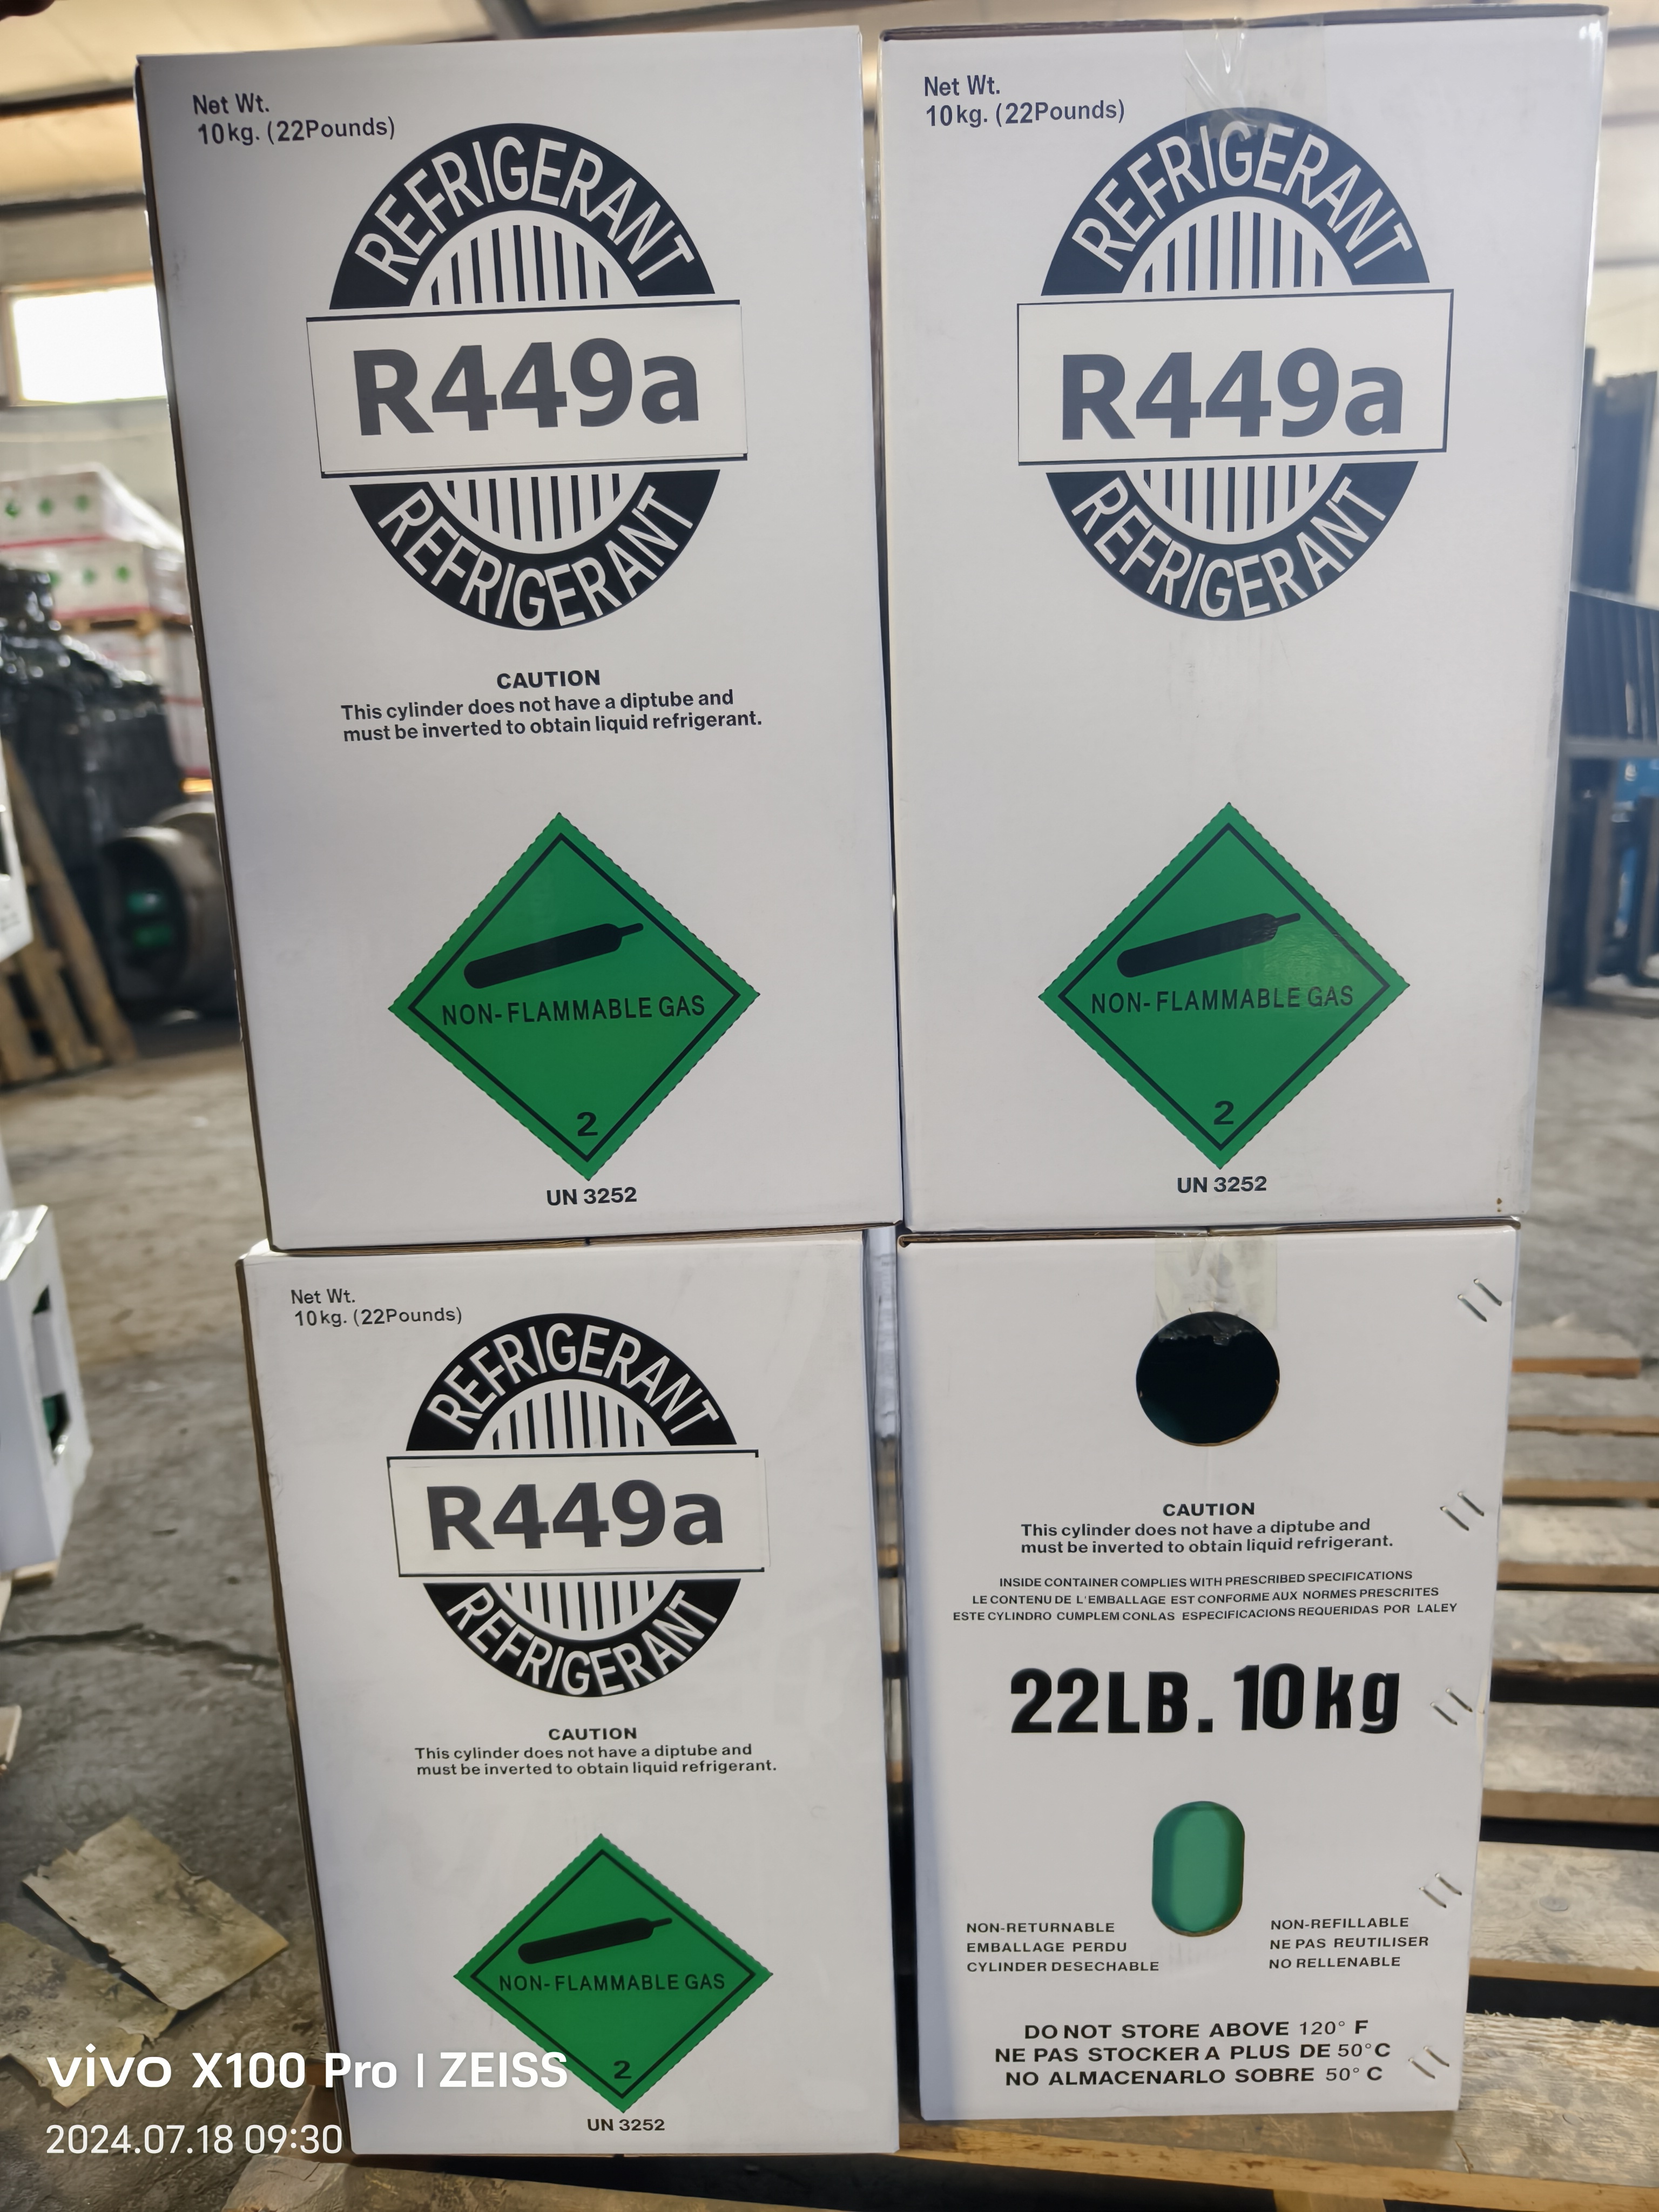 Net Wt.
10kg. (22Pounds)
REFRIGERANT
R449a
REFRIGERANT
CAUTION
This cylinder does not have a diptube and
must be inverted to obtain liquid refrigerant.
NON-FLAMMABLE GAS
2
UN 3252
Net Wt.
10kg. (22Pounds)
REFRIGERANT
R449a
REFRIGERANT
NON-FLAMMABLE GAS
2
UN 3252
Net Wt.
10kg. (22Pounds)
REFRIGERANT
R449a
REFRIGERANT
CAUTION
This cylinder does not have a diptube and
must be inverted to obtain liquid refrigerant.
NON-FLAMMABLE GAS
2
UN 3252
CAUTION
This cylinder does not have a diptube and
must be inverted to obtain liquid refrigerant.
INSIDE CONTAINER COMPLIES WITH PRESCRIBED SPECIFICATIONS
LE CONTENU DE L'EMBALLAGE EST CONFORME AUX NORMES PRESCRITES
ESTE CYLINDRO CUMPLEM CONLAS ESPECIFICACIONS REQUERIDAS POR LALEY
22LB. 10kg
NON-RETURNABLE
EMBALLAGE PERDU
CYLINDER DESECHABLE
NON-REFILLABLE
NE PAS REUTILISER
NO RELLENABLE
DO NOT STORE ABOVE 120° F
NE PAS STOCKER A PLUS DE 50°C
NO ALMACENARLO SOBRE 50° C
vivo X100 Pro | ZEISS
2024.07.18 09:30